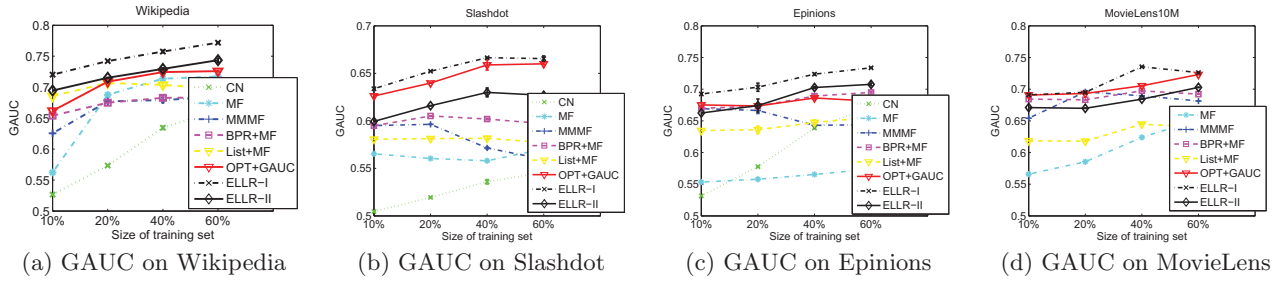 Wikipedia
GAUC
0.8
0.75
0.7
0.65
0.6
0.55
0.5
10% 20% 40% 60%
Size of training set
CN
MF
MMMF
BPR+MF
List+MF
OPT+GAUC
ELLR-I
ELLR-II
(a) GAUC on Wikipedia
Slashdot
GAUC
0.7
0.65
0.6
0.55
0.5
10% 20% 40% 60%
Size of training set
CN
MF
MMMF
BPR+MF
List+MF
OPT+GAUC
ELLR-I
ELLR-II
(b) GAUC on Slashdot
Epinions
GAUC
0.8
0.75
0.7
0.65
0.6
0.55
0.5
10% 20% 40% 60%
Size of training set
CN
MF
MMMF
BPR+MF
List+MF
OPT+GAUC
ELLR-I
ELLR-II
(c) GAUC on Epinions
MovieLens10M
GAUC
0.8
0.75
0.7
0.65
0.6
0.55
0.5
10% 20% 40% 60%
Size of training set
MF
MMMF
BPR+MF
List+MF
OPT+GAUC
ELLR-I
ELLR-II
(d) GAUC on MovieLens